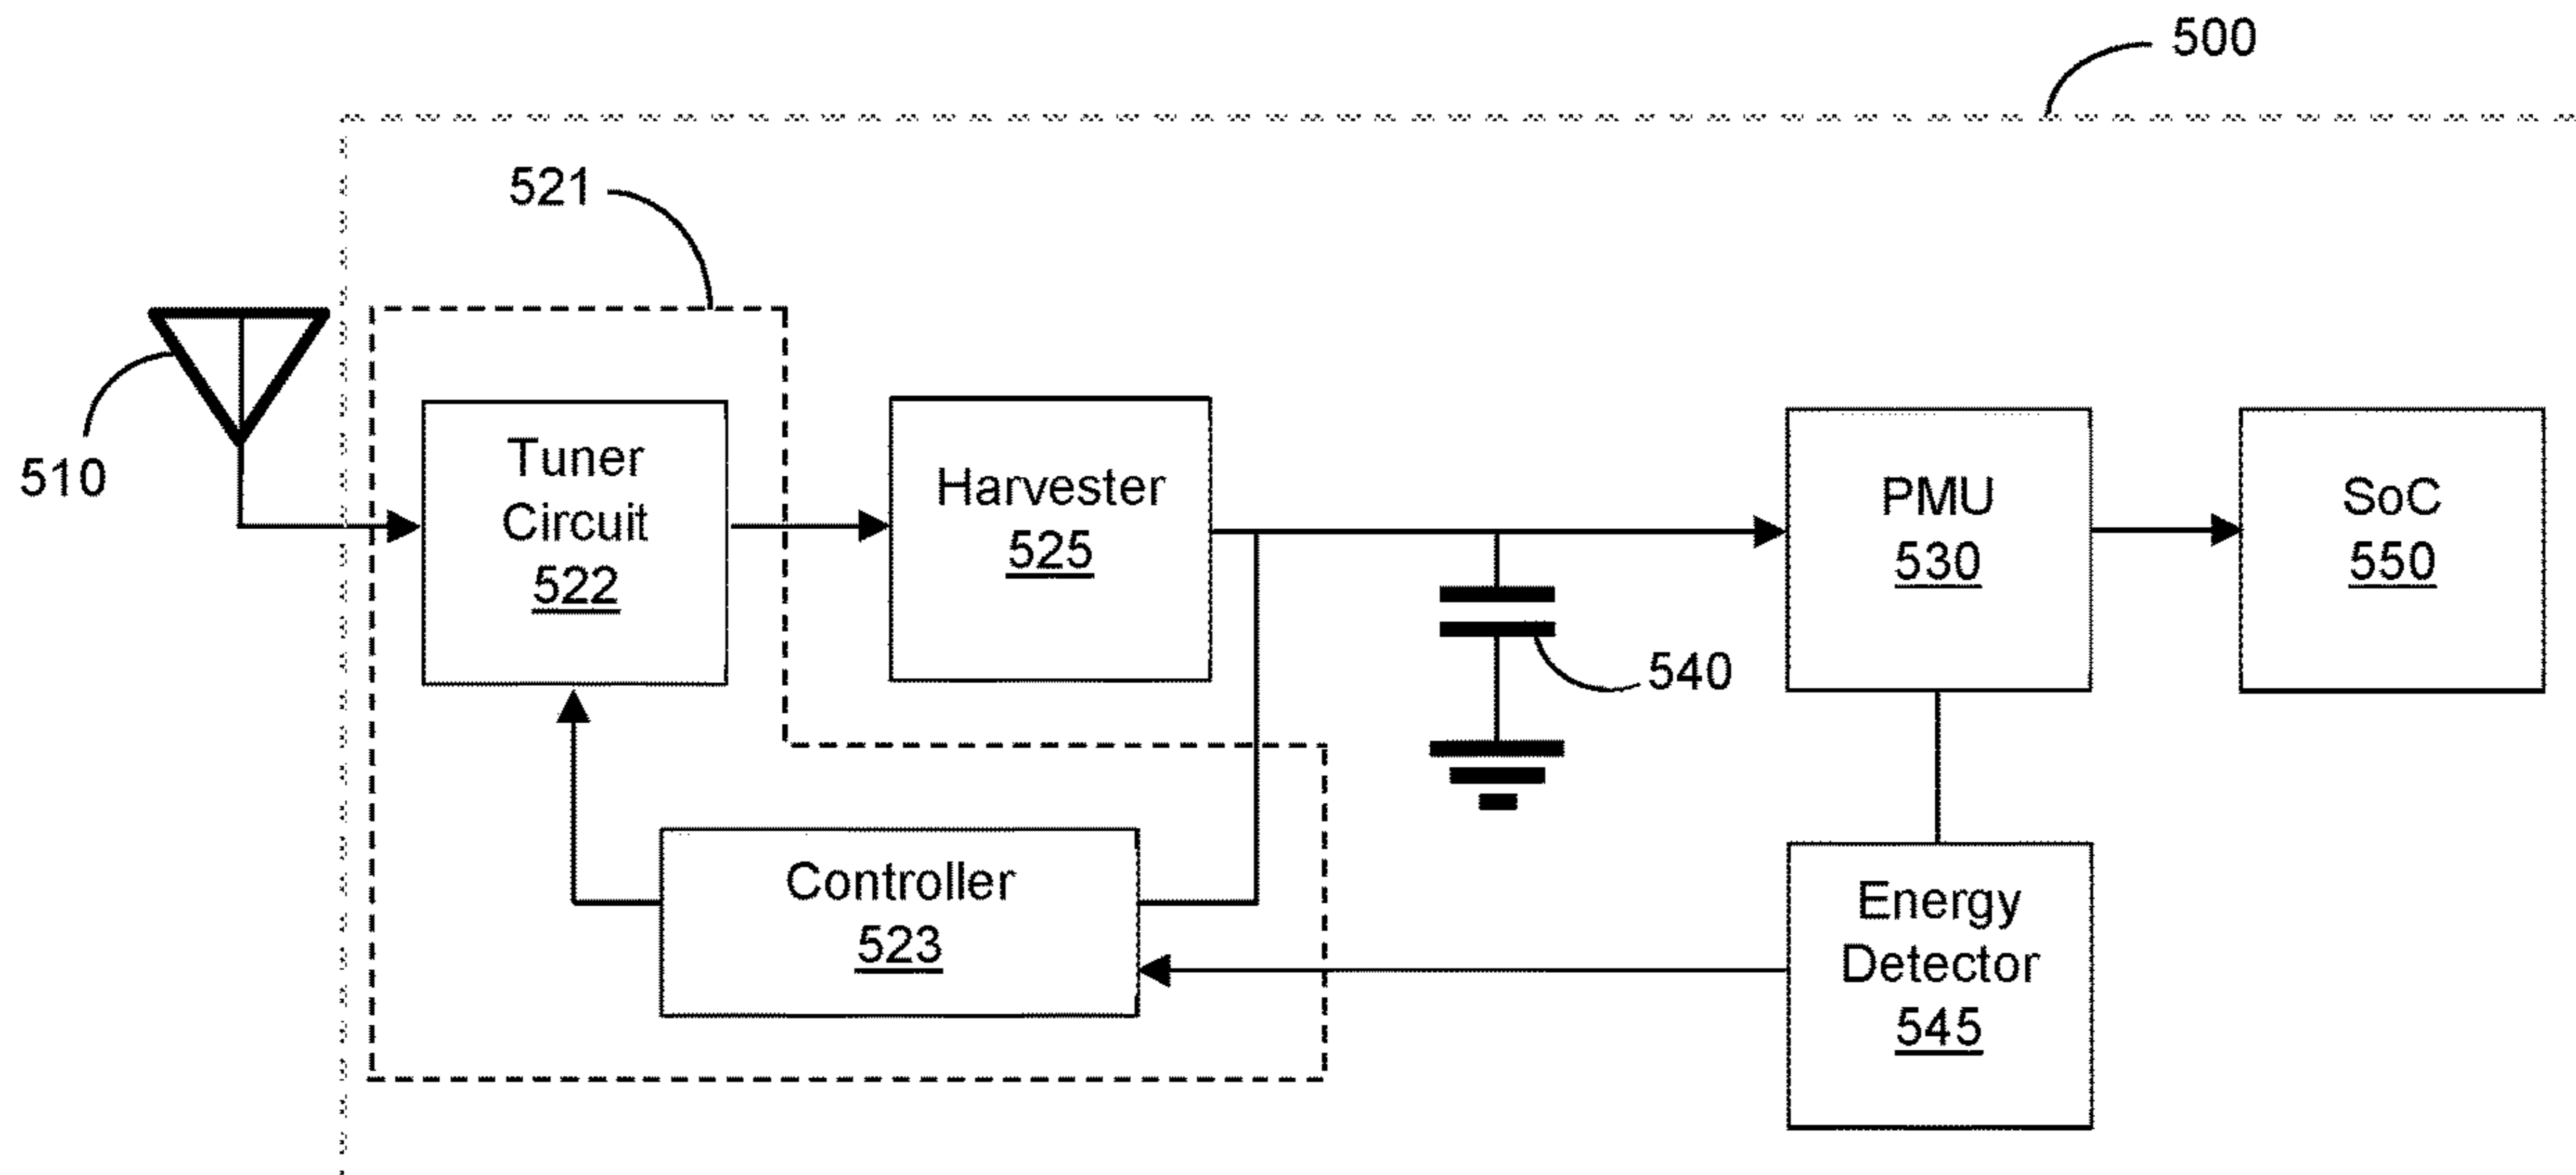 500
521
510
Tuner
Circuit
522
Harvester
525
PMU
530
SoC
550
540
Controller
523
Energy
Detector
545